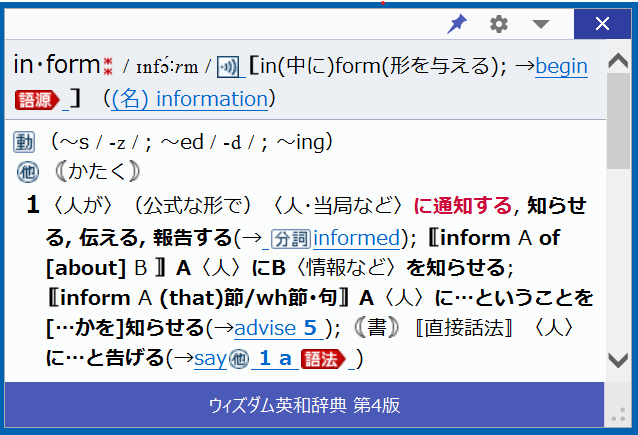 in･form⁑ / ɪnfɔ́ːrm / 〚in(中に)form(形を与える); →begin
語源 〛 （(名) information）
動 （～s / -z / ; ～ed / -d / ; ～ing）
他 ⦅かたく⦆
1 〈人が〉（公式な形で）〈人･当局など〉に通知する, 知らせ
る, 伝える, 報告する(→ 分詞 informed); 〚inform A of
[about] B 〛 A〈人〉にB〈情報など〉を知らせる;
〚inform A (that)節/wh節･句〛 A〈人〉に…ということを
[…かを]知らせる(→advise 5 ); ⦅書⦆ 〚直接話法〛〈人〉
に…と告げる(→say他 1 a 語法 )
ウィズダム英和辞典 第4版